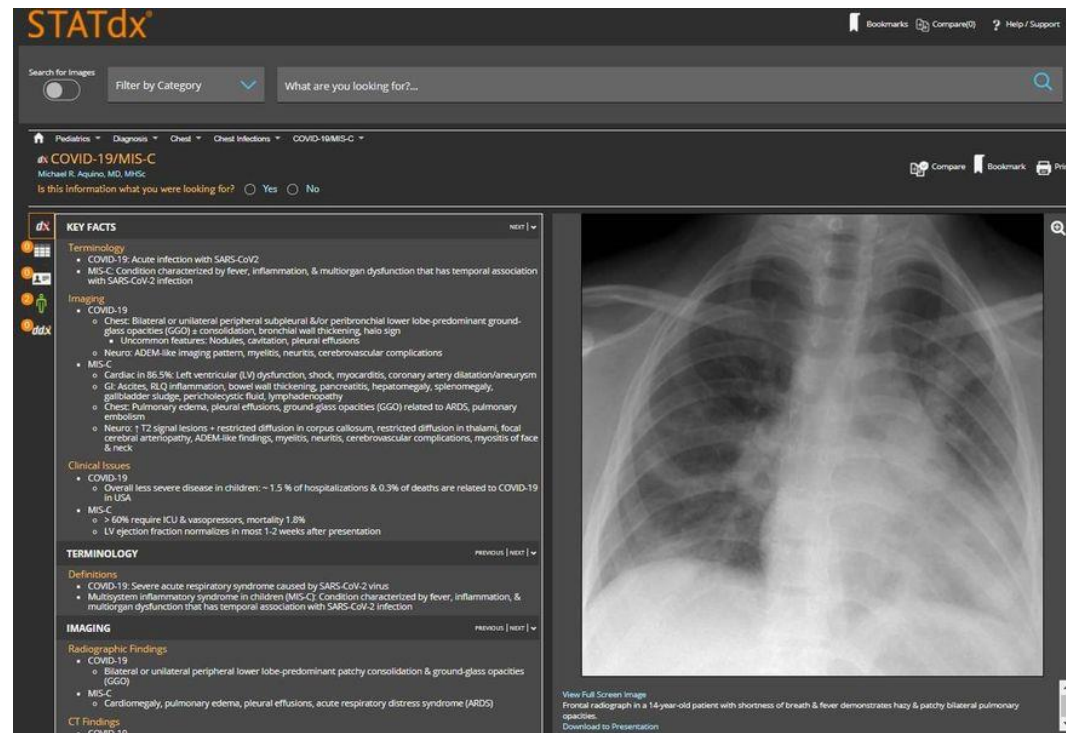 STATdx
Bookmarks Compare(0) ? Help / Support
Search for Images
Filter by Category
What are you looking for?...
Pediatrics Diagnosis Chest Chest Infections COVID-19/MIS-C
dx COVID-19/MIS-C
Michael R. Aquino, MD, MHSc
Is this information what you were looking for? Yes No
Compare Bookmark Prin
dx
0
0
2
0 ddx
KEY FACTS NEXT |
Terminology
• COVID-19: Acute infection with SARS-CoV2
• MIS-C: Condition characterized by fever, inflammation, & multiorgan dysfunction that has temporal association
with SARS-CoV-2 infection
Imaging
• COVID-19
○ Chest: Bilateral or unilateral peripheral subpleural &/or peribronchial lower lobe-predominant ground-
glass opacities (GGO) ± consolidation, bronchial wall thickening, halo sign
▪ Uncommon features: Nodules, cavitation, pleural effusions
○ Neuro: ADEM-like imaging pattern, myelitis, neuritis, cerebrovascular complications
• MIS-C
○ Cardiac in 86.5%: Left ventricular (LV) dysfunction, shock, myocarditis, coronary artery dilatation/aneurysm
○ GI: Ascites, RLQ inflammation, bowel wall thickening, pancreatitis, hepatomegaly, splenomegaly,
gallbladder sludge, pericholecystic fluid, lymphadenopathy
○ Chest: Pulmonary edema, pleural effusions, ground-glass opacities (GGO) related to ARDS, pulmonary
embolism
○ Neuro: ↑ T2 signal lesions + restricted diffusion in corpus callosum, restricted diffusion in thalami, focal
cerebral arteriopathy, ADEM-like findings, myelitis, neuritis, cerebrovascular complications, myositis of face
& neck
Clinical Issues
• COVID-19
○ Overall less severe disease in children: ~ 1.5 % of hospitalizations & 0.3% of deaths are related to COVID-19
in USA
• MIS-C
○ > 60% require ICU & vasopressors, mortality 1.8%
○ LV ejection fraction normalizes in most 1-2 weeks after presentation
TERMINOLOGY PREVIOUS | NEXT |
Definitions
• COVID-19: Severe acute respiratory syndrome caused by SARS-CoV-2 virus
• Multisystem inflammatory syndrome in children (MIS-C): Condition characterized by fever, inflammation, &
multiorgan dysfunction that has temporal association with SARS-CoV-2 infection
IMAGING PREVIOUS | NEXT |
Radiographic Findings
• COVID-19
○ Bilateral or unilateral peripheral lower lobe-predominant patchy consolidation & ground-glass opacities
(GGO)
• MIS-C
○ Cardiomegaly, pulmonary edema, pleural effusions, acute respiratory distress syndrome (ARDS)
CT Findings
• COVID-19
View Full Screen Image
Frontal radiograph in a 14-year-old patient with shortness of breath & fever demonstrates hazy & patchy bilateral pulmonary
opacities.
Download to Presentation